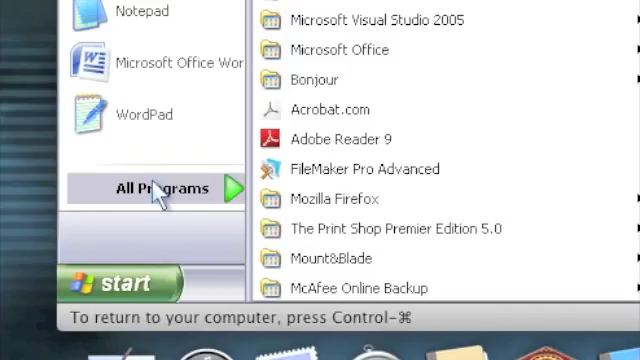 Notepad
Microsoft Office Wor
WordPad
All Programs
start
Microsoft Visual Studio 2005
Microsoft Office
Bonjour
Acrobat.com
Adobe Reader 9
FileMaker Pro Advanced
Mozilla Firefox
The Print Shop Premier Edition 5.0
Mount&Blade
McAfee Online Backup
To return to your computer, press Control-⌘